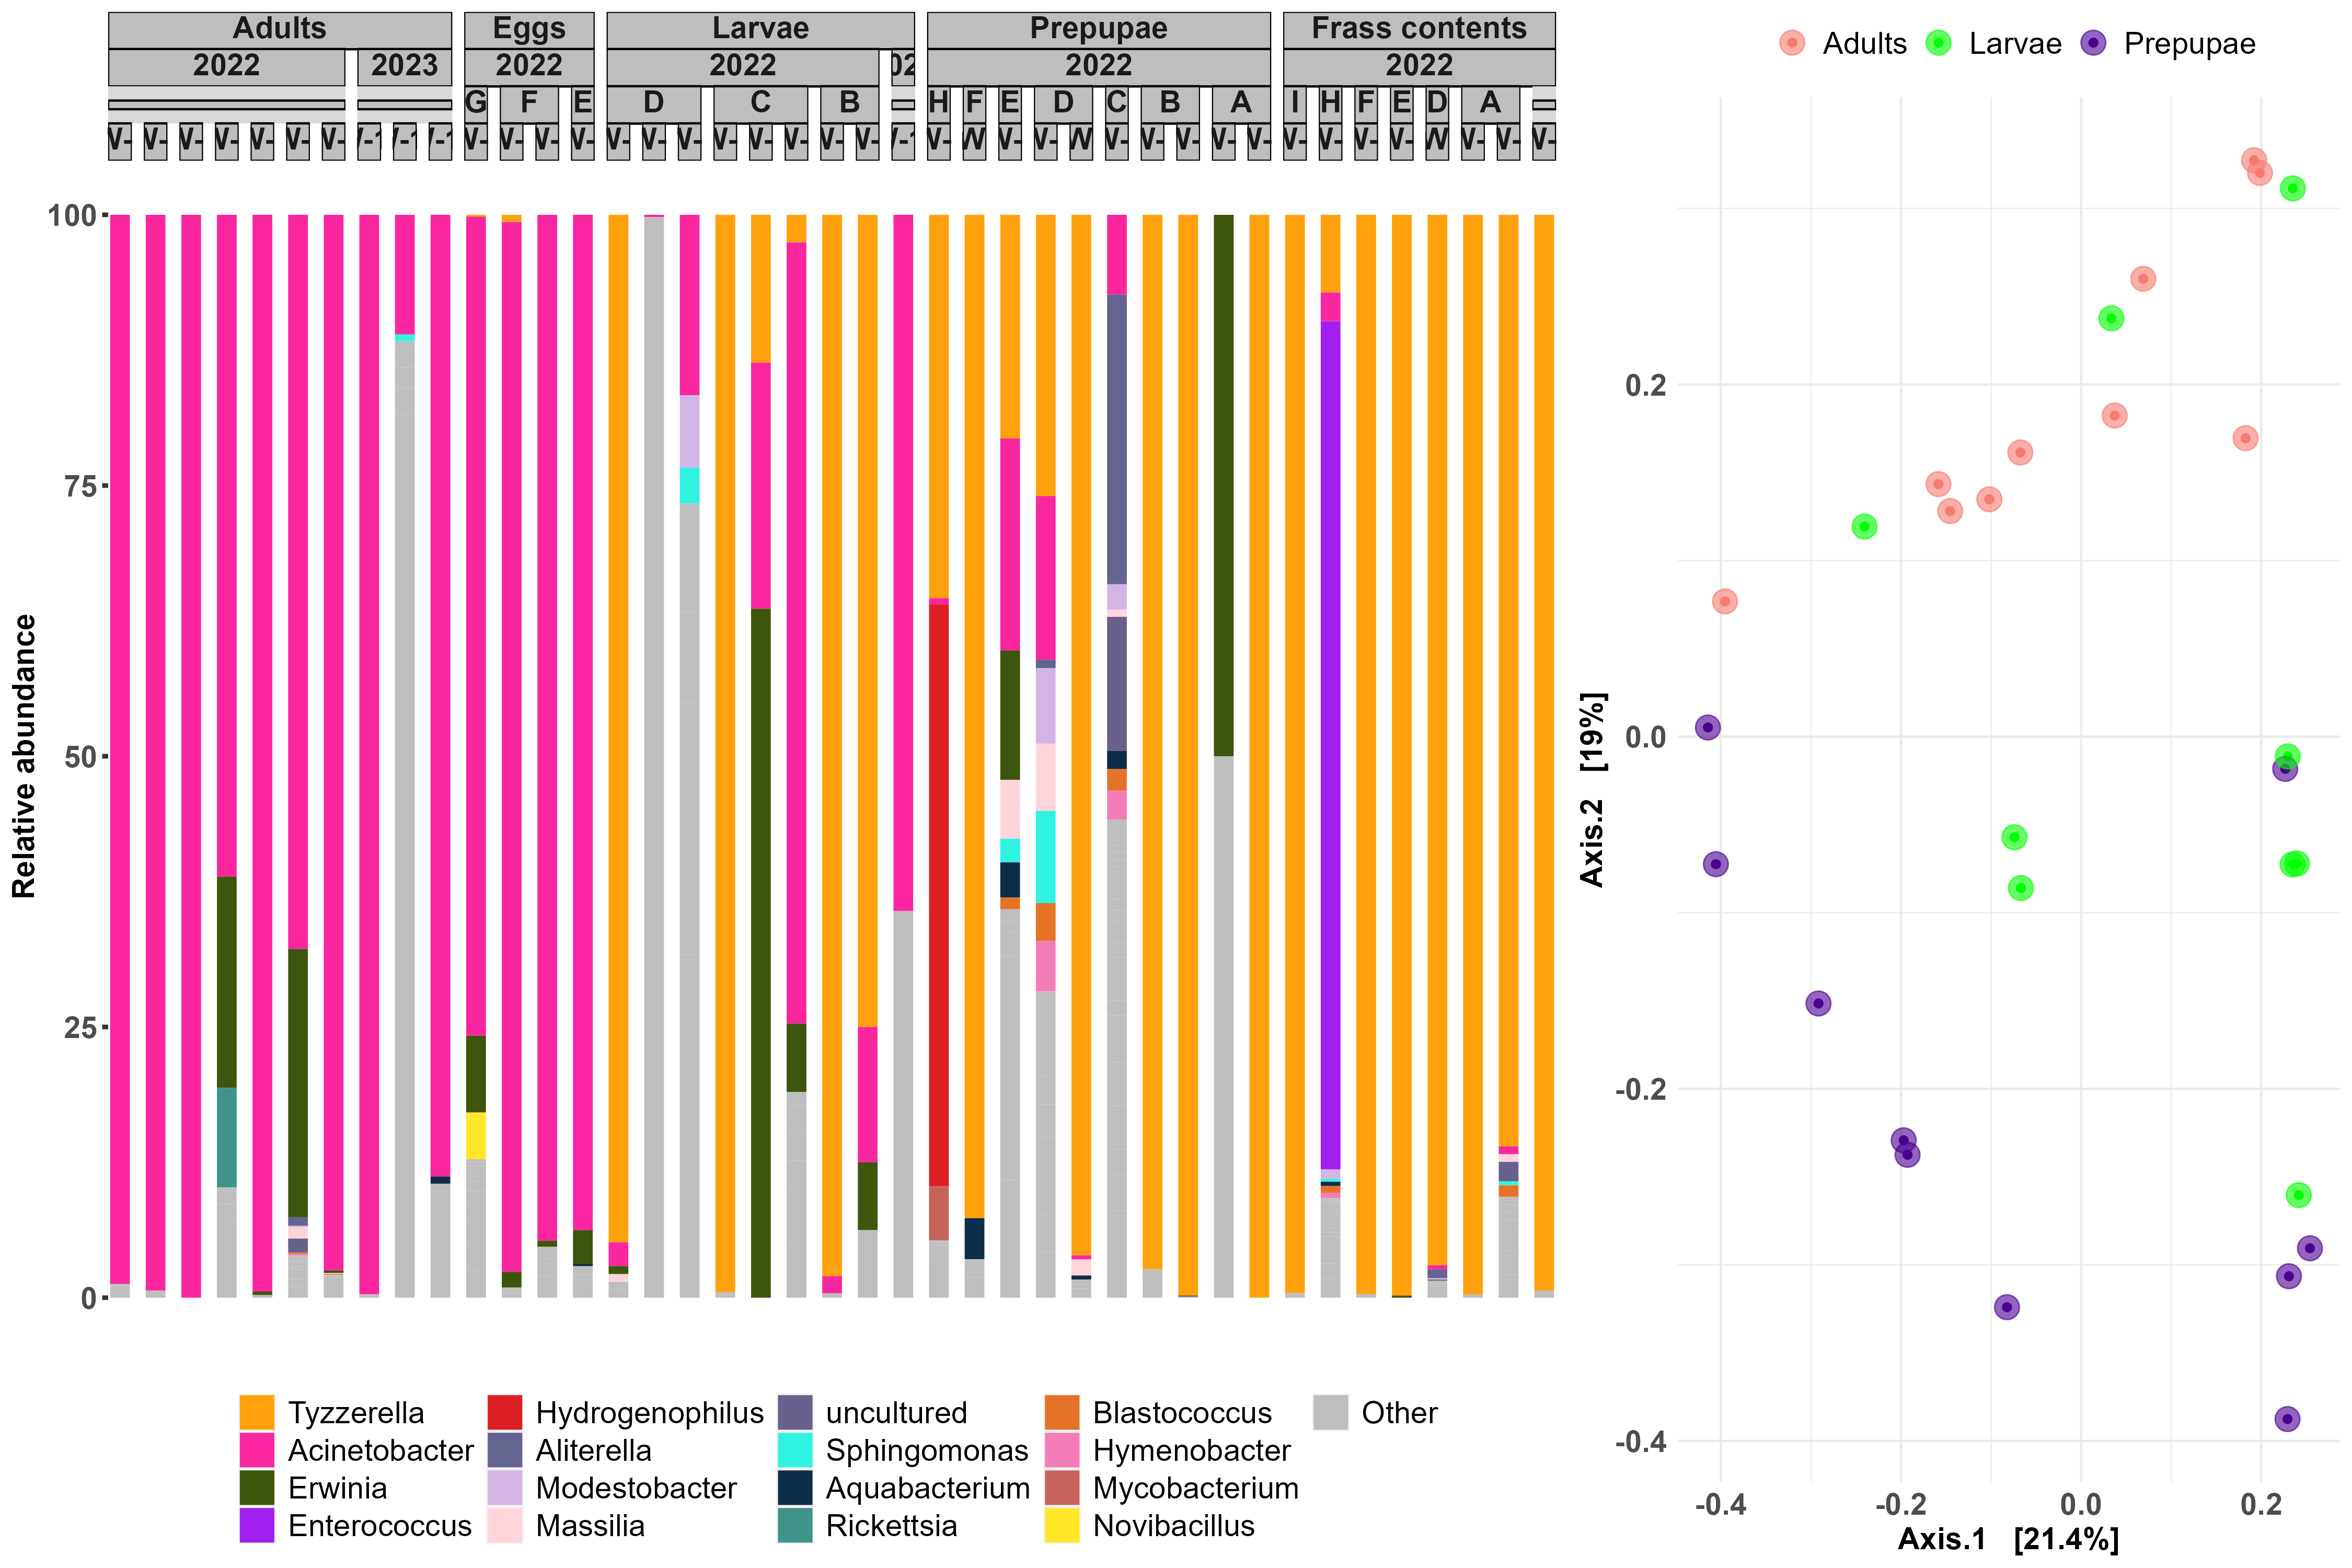 Adults Eggs Larvae Prepupae Frass contents
2022 2023 2022 2022 2022 2022
G F E D C B H F E D C B A I H F E D A
Adults Larvae Prepupae
Relative abundance
100
75
50
25
0
Tyzzerella Hydrogenophilus uncultured Blastococcus Other
Acinetobacter Aliterella Sphingomonas Hymenobacter
Erwinia Modestobacter Aquabacterium Mycobacterium
Enterococcus Massilia Rickettsia Novibacillus
Axis.2 [19%]
0.2
0.0
-0.2
-0.4
-0.4 -0.2 0.0 0.2
Axis.1 [21.4%]